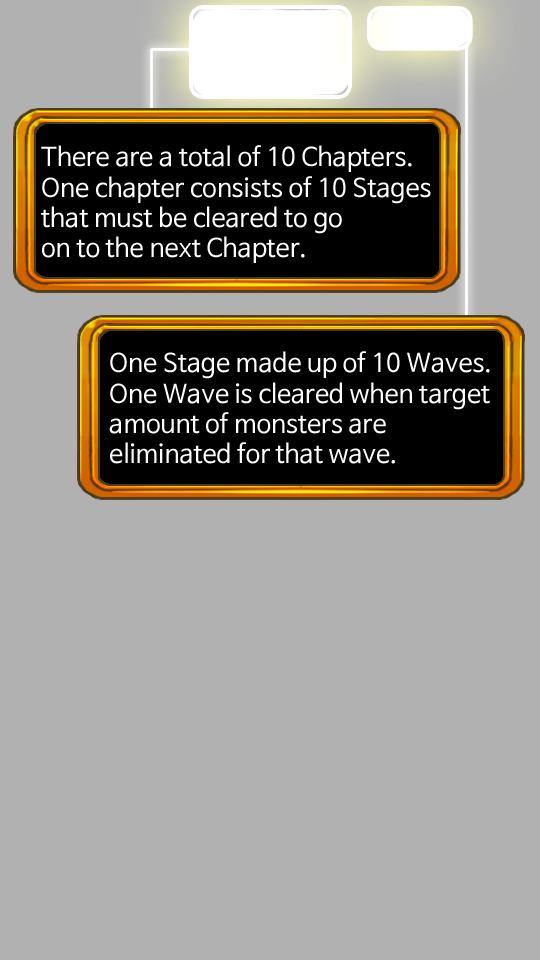 There are a total of 10 Chapters.
One chapter consists of 10 Stages
that must be cleared to go
on to the next Chapter.
One Stage made up of 10 Waves.
One Wave is cleared when target
amount of monsters are
eliminated for that wave.